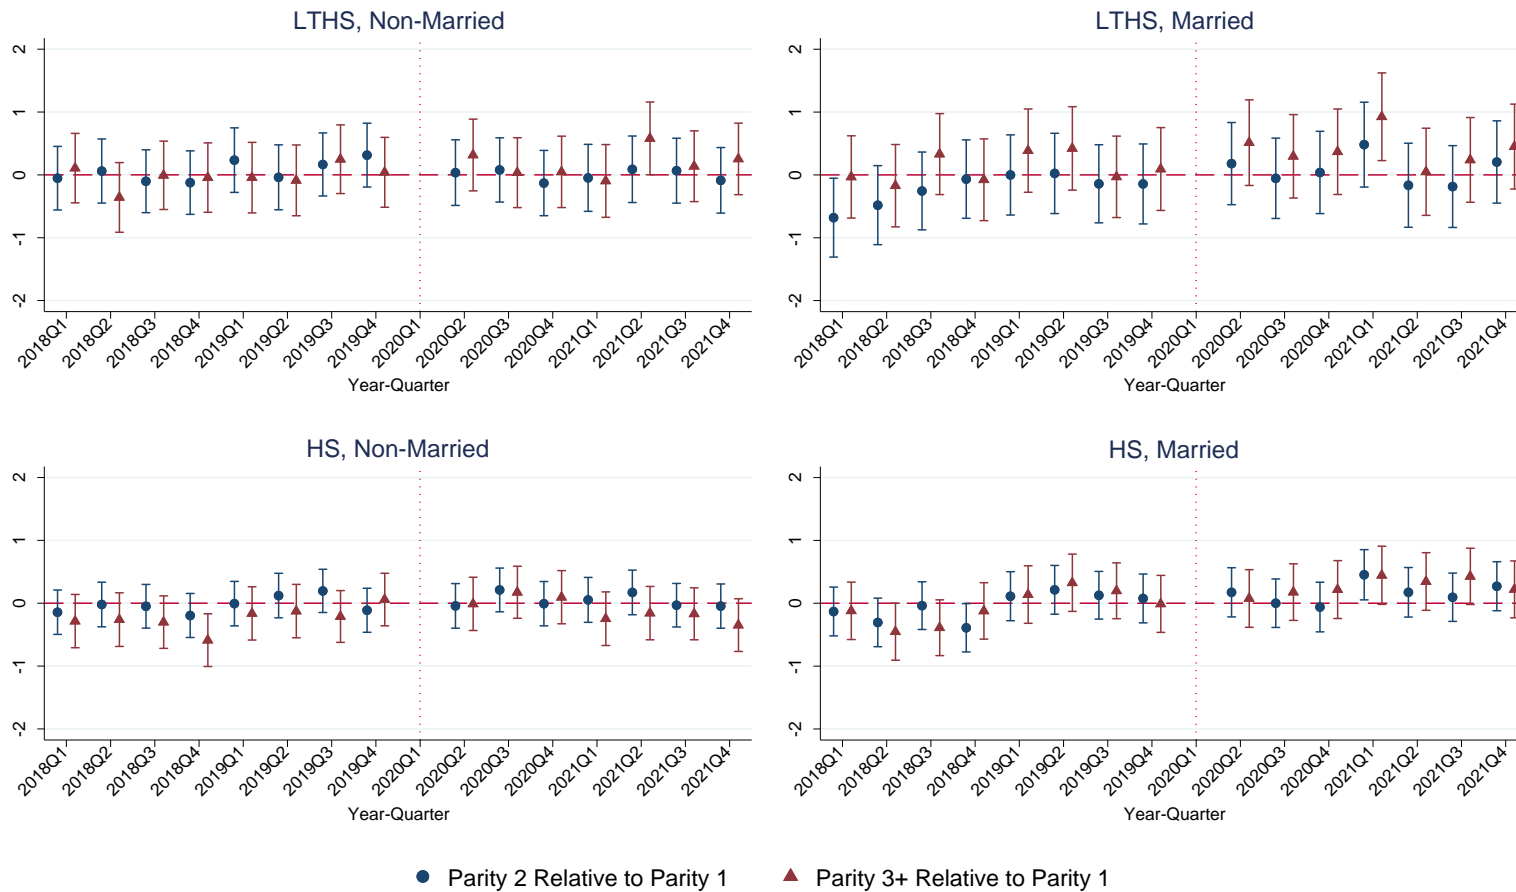 LTHS, Non-Married
2
1
0
-1
-2
2018Q1
2018Q2
2018Q3
2018Q4
2019Q1
2019Q2
2019Q3
2019Q4
2020Q1
2020Q2
2020Q3
2020Q4
2021Q1
2021Q2
2021Q3
2021Q4
Year-Quarter
LTHS, Married
2
1
0
-1
-2
2018Q1
2018Q2
2018Q3
2018Q4
2019Q1
2019Q2
2019Q3
2019Q4
2020Q1
2020Q2
2020Q3
2020Q4
2021Q1
2021Q2
2021Q3
2021Q4
Year-Quarter
HS, Non-Married
2
1
0
-1
-2
2018Q1
2018Q2
2018Q3
2018Q4
2019Q1
2019Q2
2019Q3
2019Q4
2020Q1
2020Q2
2020Q3
2020Q4
2021Q1
2021Q2
2021Q3
2021Q4
Year-Quarter
HS, Married
2
1
0
-1
-2
2018Q1
2018Q2
2018Q3
2018Q4
2019Q1
2019Q2
2019Q3
2019Q4
2020Q1
2020Q2
2020Q3
2020Q4
2021Q1
2021Q2
2021Q3
2021Q4
Year-Quarter
Parity 2 Relative to Parity 1
Parity 3+ Relative to Parity 1